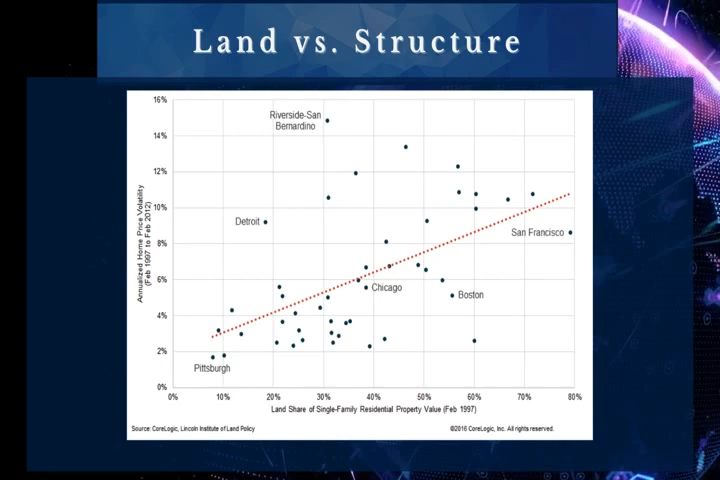 Land vs. Structure
16%
14%
12%
10%
8%
6%
4%
2%
0%
Annualized Home Price Volatility
(Feb 1997 to Feb 2012)
Riverside-San
Bernardino
Detroit
San Francisco
Chicago
Boston
Pittsburgh
0%
10%
20%
30%
40%
50%
60%
70%
80%
Land Share of Single-Family Residential Property Value (Feb 1997)
Source: CoreLogic, Lincoln Institute of Land Policy
©2016 CoreLogic, Inc. All rights reserved.